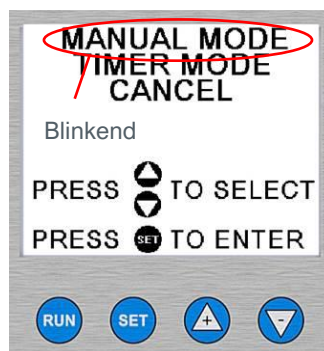 MANUAL MODE
TIMER MODE
CANCEL
Blinkend
PRESS TO SELECT
PRESS SET TO ENTER
RUN SET + -